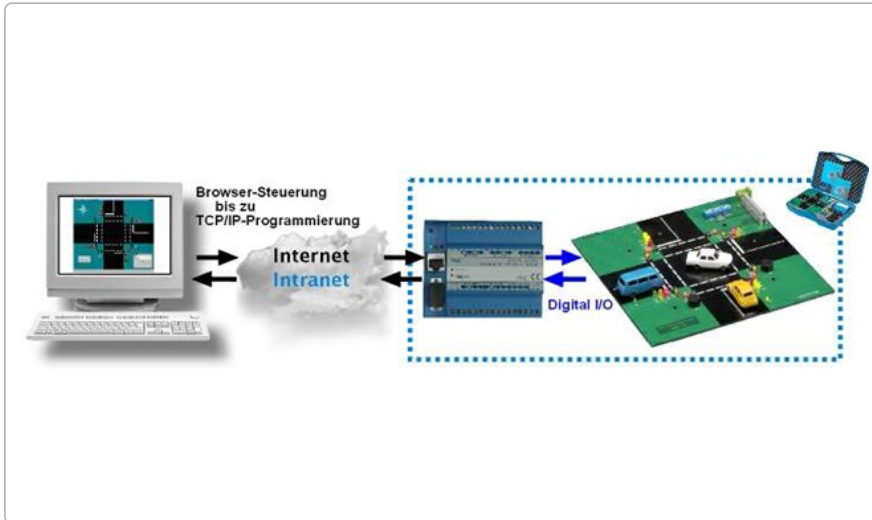 Browser-Steuerung
bis zu
TCP/IP-Programmierung
Internet
Intranet
Digital I/O